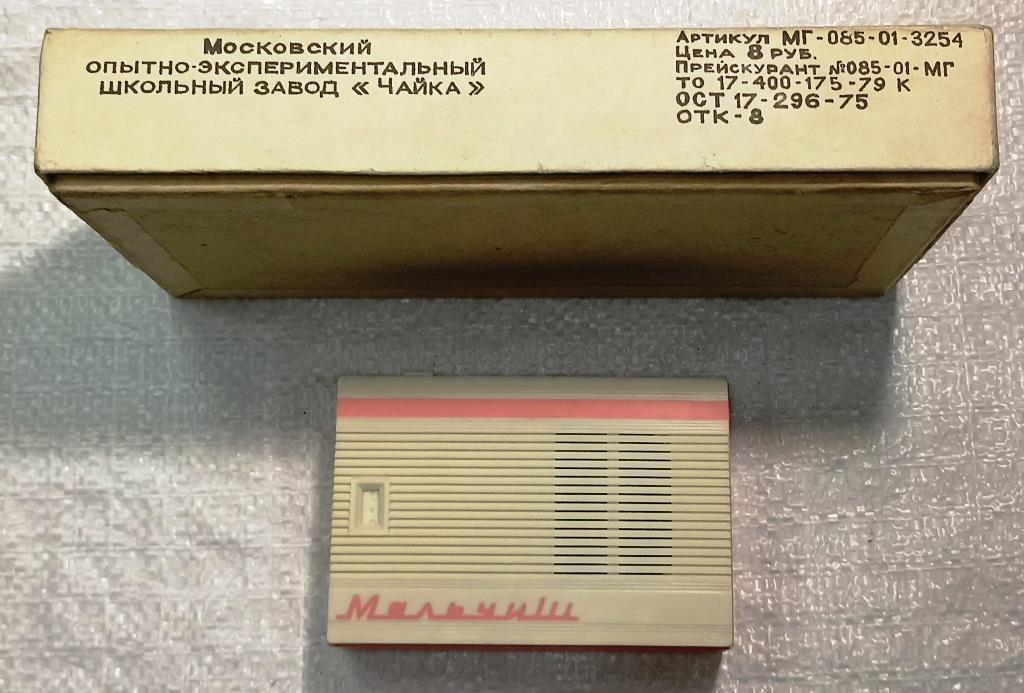 Московский
опытно-экспериментальный
школьный завод « Чайка »
Артикул МГ-085-01-3254
Цена 8 руб.
Прейскурант №085-01-МГ
ТО 17-400-175-79 К
ОСТ 17-296-75
ОТК-8
Мальчиш